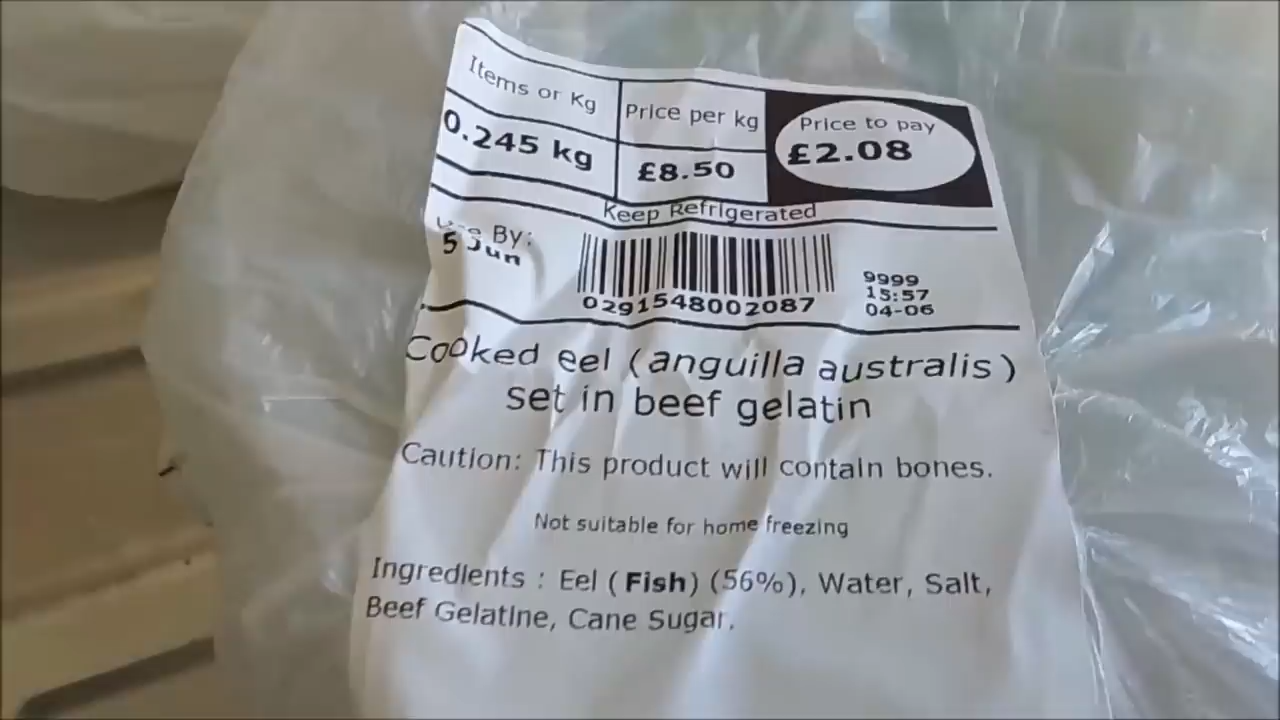 Items or Kg
Price per kg
Price to pay
0.245 kg
£8.50
£2.08
Keep Refrigerated
Use By:
5 Jun
0291548002087
9999
15:57
04-06
Cooked eel (anguilla australis)
set in beef gelatin
Caution: This product will contain bones.
Not suitable for home freezing
Ingredients : Eel (Fish) (56%), Water, Salt,
Beef Gelatine, Cane Sugar.